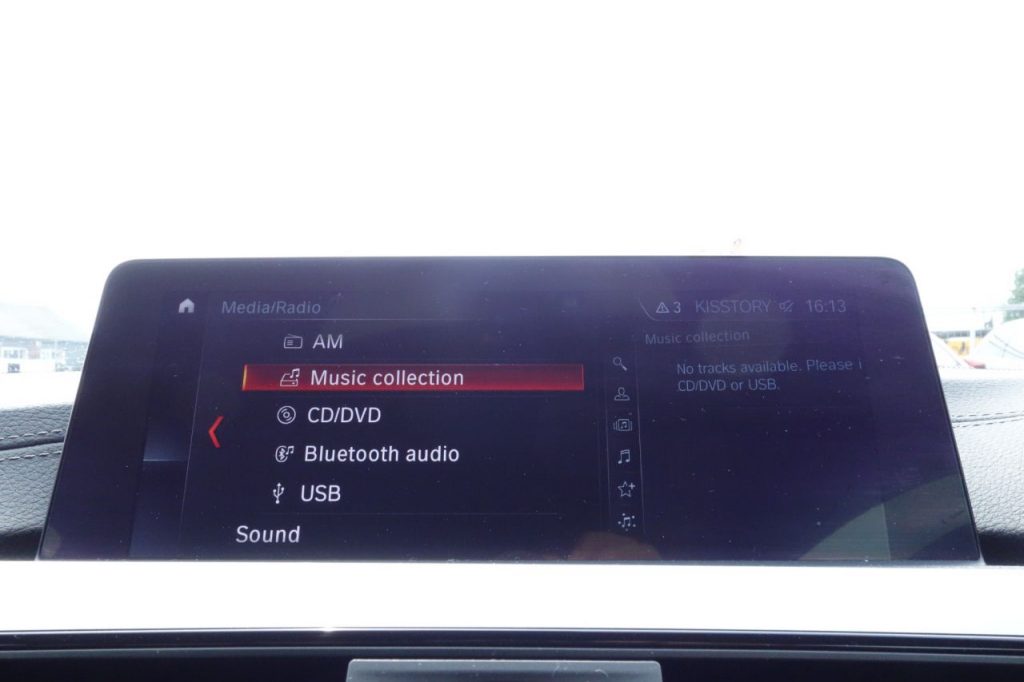 Media/Radio
3 KISSTORY 16:13
AM
Music collection
CD/DVD
Bluetooth audio
USB
Sound
Music collection
No tracks available. Please i
CD/DVD or USB.